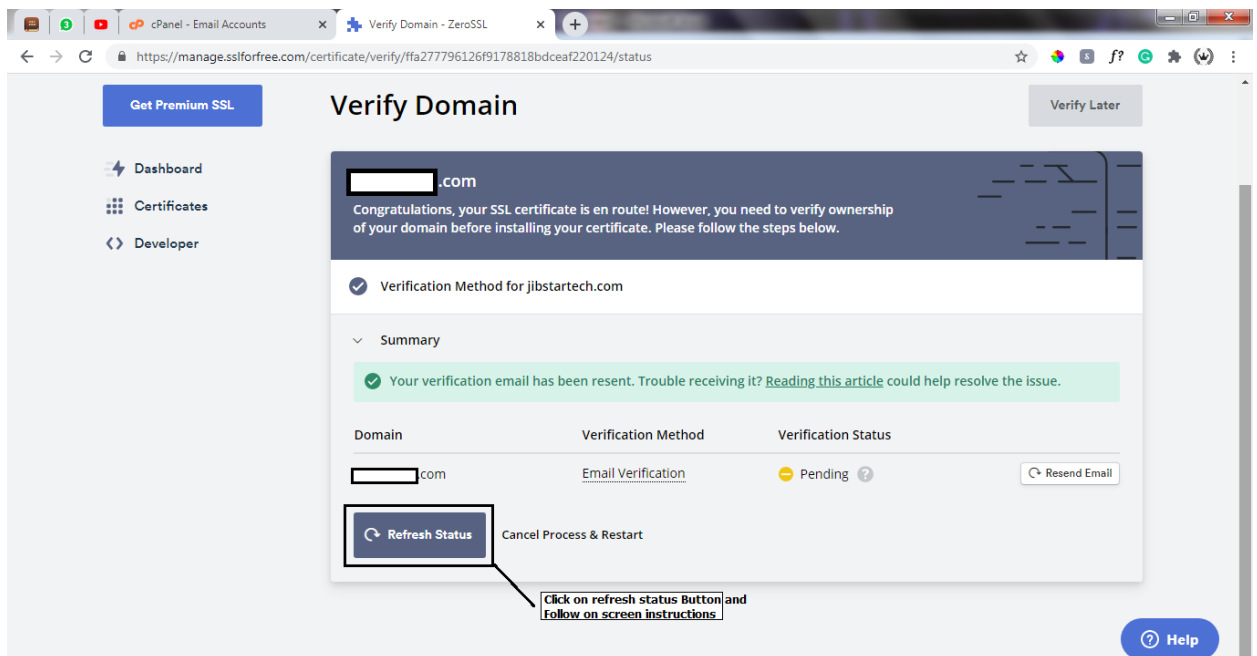 cPanel - Email Accounts
Verify Domain - ZeroSSL
https://manage.sslforfree.com/certificate/verify/ffa277796126f9178818bdceaf220124/status
Get Premium SSL
Verify Domain
Verify Later
Dashboard
Certificates
Developer
.com
Congratulations, your SSL certificate is en route! However, you need to verify ownership
of your domain before installing your certificate. Please follow the steps below.
Verification Method for jibstartech.com
Summary
Your verification email has been resent. Trouble receiving it? Reading this article could help resolve the issue.
Domain Verification Method Verification Status
.com Email Verification Pending ? Resend Email
Refresh Status Cancel Process & Restart
Click on refresh status Button and
Follow on screen instructions
? Help